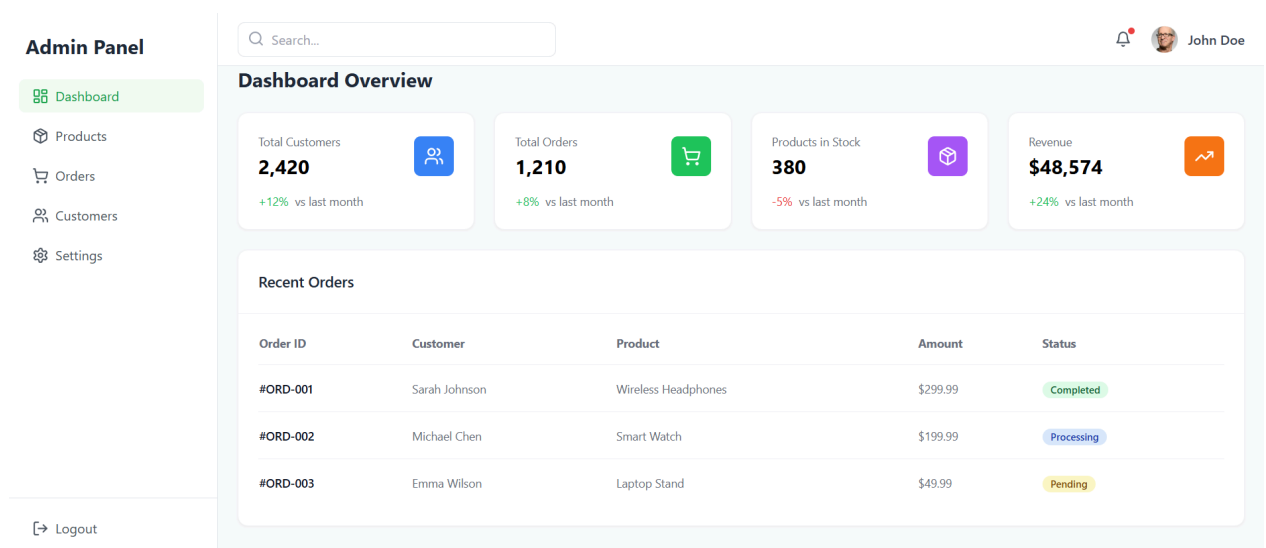 Admin Panel
Dashboard
Products
Orders
Customers
Settings
Logout
Search...
John Doe
Dashboard Overview
Total Customers
2,420
+12% vs last month
Total Orders
1,210
+8% vs last month
Products in Stock
380
-5% vs last month
Revenue
$48,574
+24% vs last month
Recent Orders
Order ID Customer Product Amount Status
#ORD-001 Sarah Johnson Wireless Headphones $299.99 Completed
#ORD-002 Michael Chen Smart Watch $199.99 Processing
#ORD-003 Emma Wilson Laptop Stand $49.99 Pending